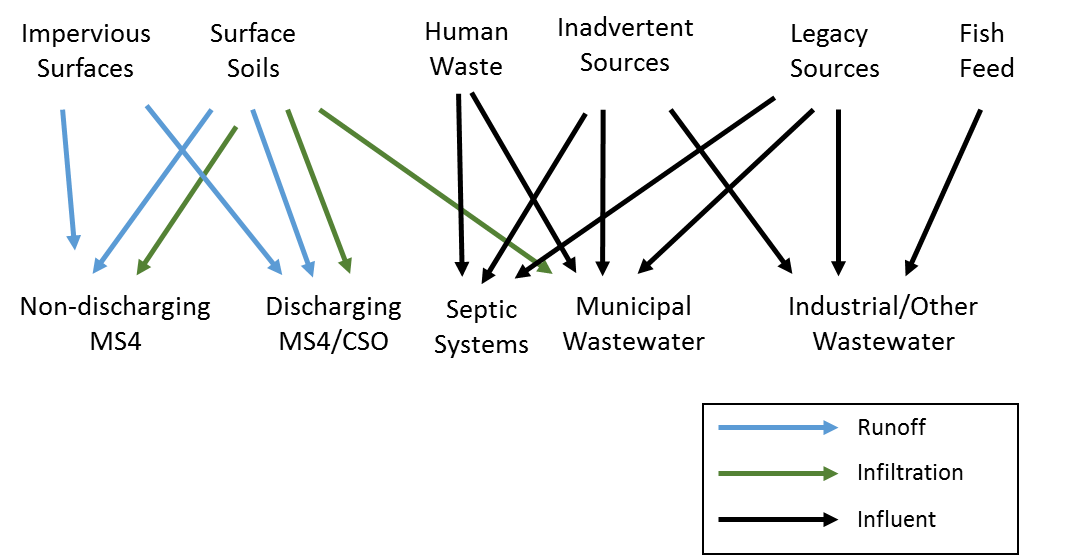 Impervious
Surfaces
Surface
Soils
Human
Waste
Inadvertent
Sources
Legacy
Sources
Fish
Feed
Non-discharging
MS4
Discharging
MS4/CSO
Septic
Systems
Municipal
Wastewater
Industrial/Other
Wastewater
Runoff
Infiltration
Influent